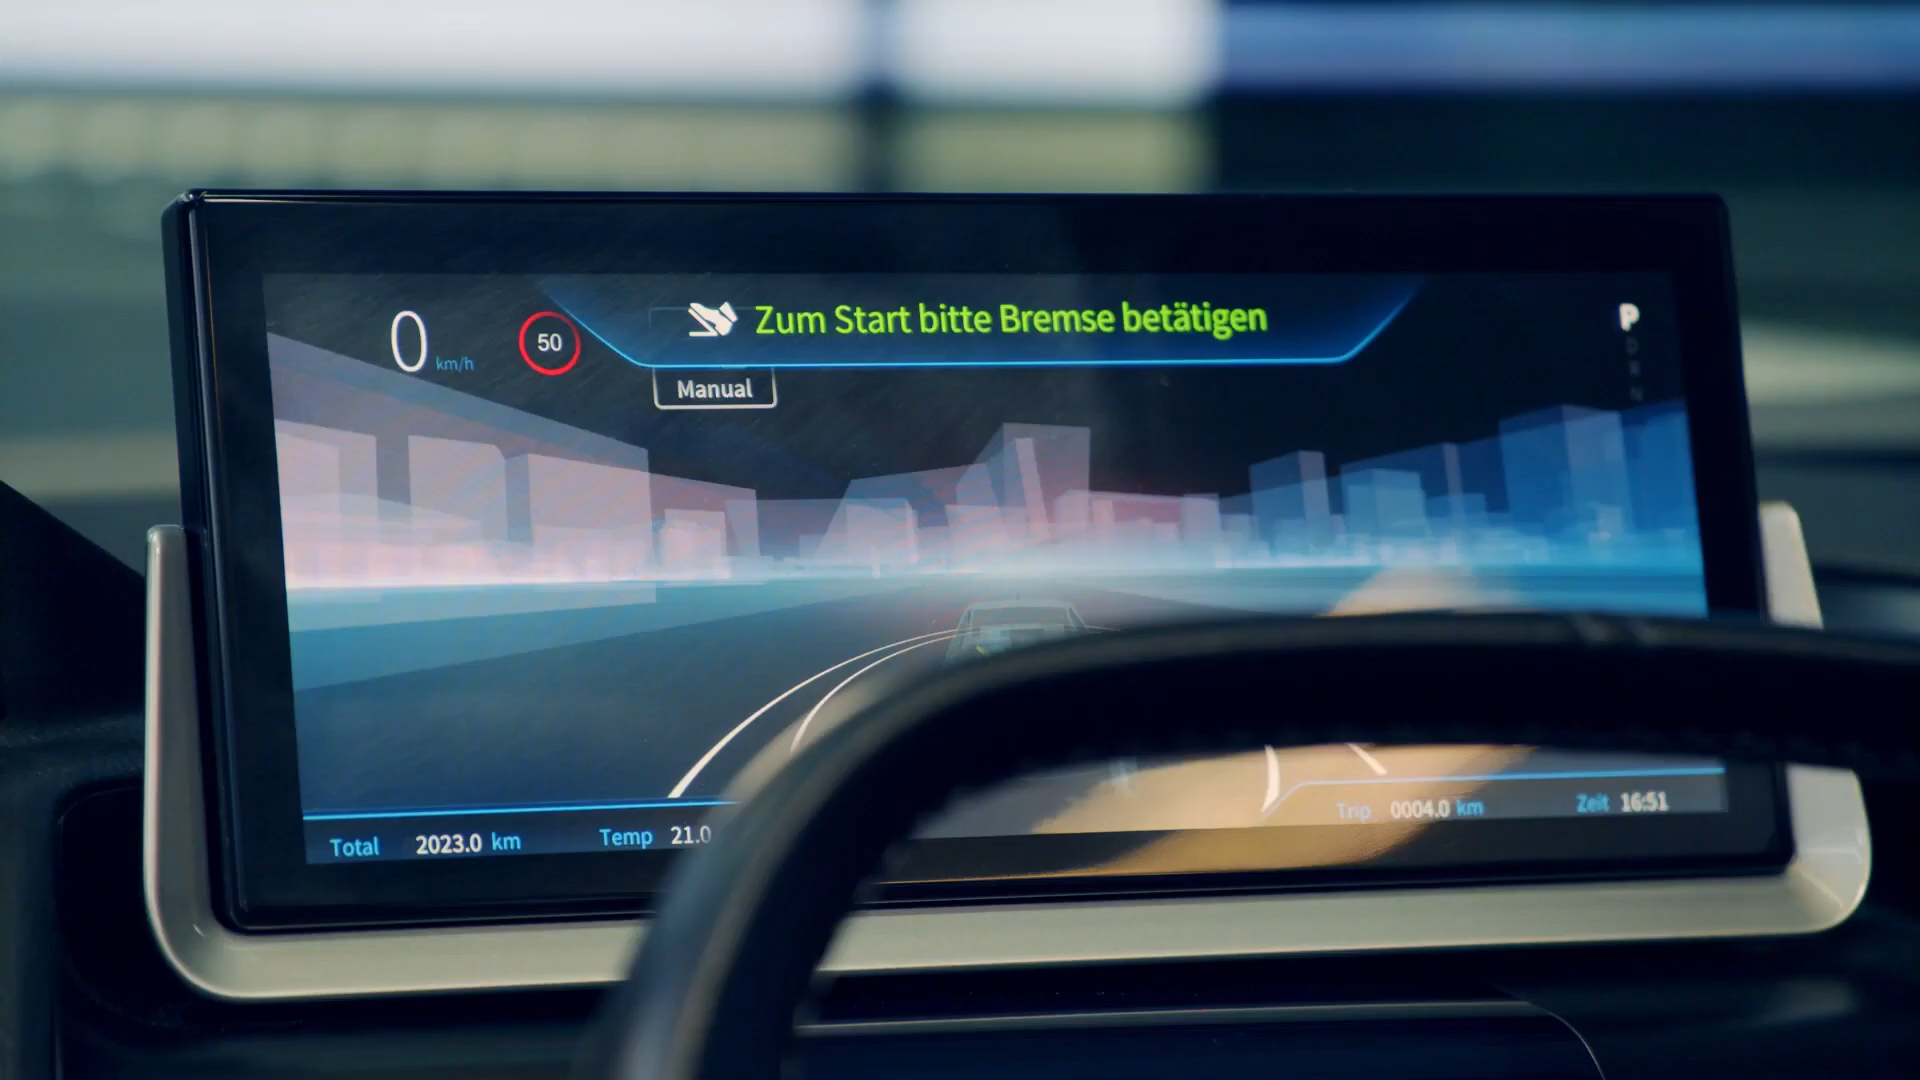 0 km/h
50
Zum Start bitte Bremse betätigen
Manual
P
D
R
N
Total 2023.0 km
Temp 21.0
Trip 0004.0 km
Zeit 16:51